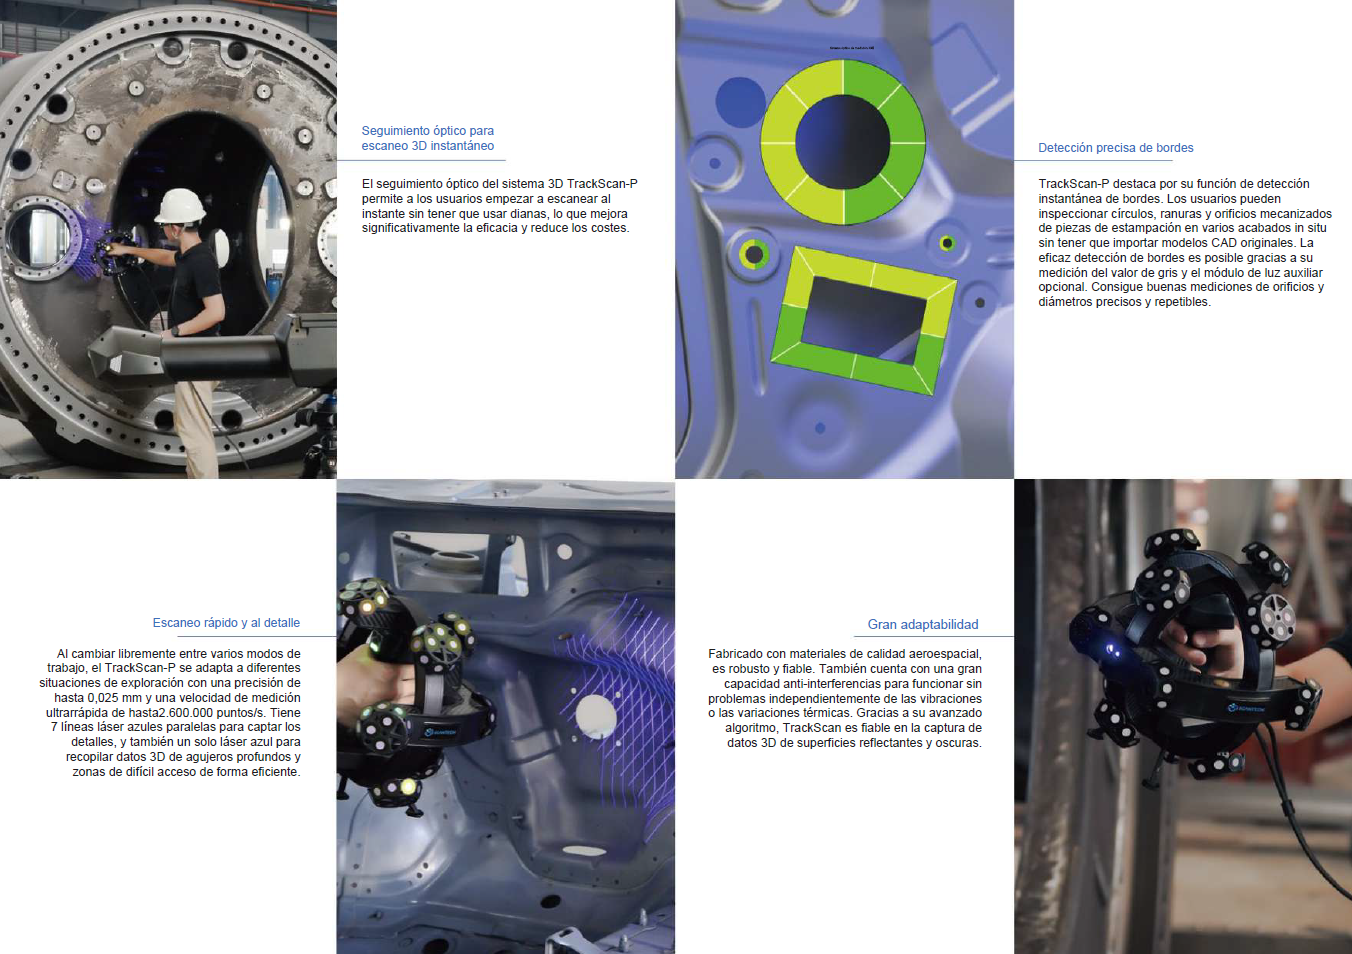 Seguimiento óptico para
escaneo 3D instantáneo
El seguimiento óptico del sistema 3D TrackScan-P
permite a los usuarios empezar a escanear al
instante sin tener que usar dianas, lo que mejora
significativamente la eficacia y reduce los costes.
Detección precisa de bordes
TrackScan-P destaca por su función de detección
instantánea de bordes. Los usuarios pueden
inspeccionar círculos, ranuras y orificios mecanizados
de piezas de estampación en varios acabados in situ
sin tener que importar modelos CAD originales. La
eficaz detección de bordes es posible gracias a su
medición del valor de gris y el módulo de luz auxiliar
opcional. Consigue buenas mediciones de orificios y
diámetros precisos y repetibles.
Escaneo rápido y al detalle
Al cambiar libremente entre varios modos de
trabajo, el TrackScan-P se adapta a diferentes
situaciones de exploración con una precisión de
hasta 0,025 mm y una velocidad de medición
ultrarrápida de hasta2.600.000 puntos/s. Tiene
7 líneas láser azules paralelas para captar los
detalles, y también un solo láser azul para
recopilar datos 3D de agujeros profundos y
zonas de difícil acceso de forma eficiente.
Gran adaptabilidad
Fabricado con materiales de calidad aeroespacial,
es robusto y fiable. También cuenta con una gran
capacidad anti-interferencias para funcionar sin
problemas independientemente de las vibraciones
o las variaciones térmicas. Gracias a su avanzado
algoritmo, TrackScan es fiable en la captura de
datos 3D de superficies reflectantes y oscuras.